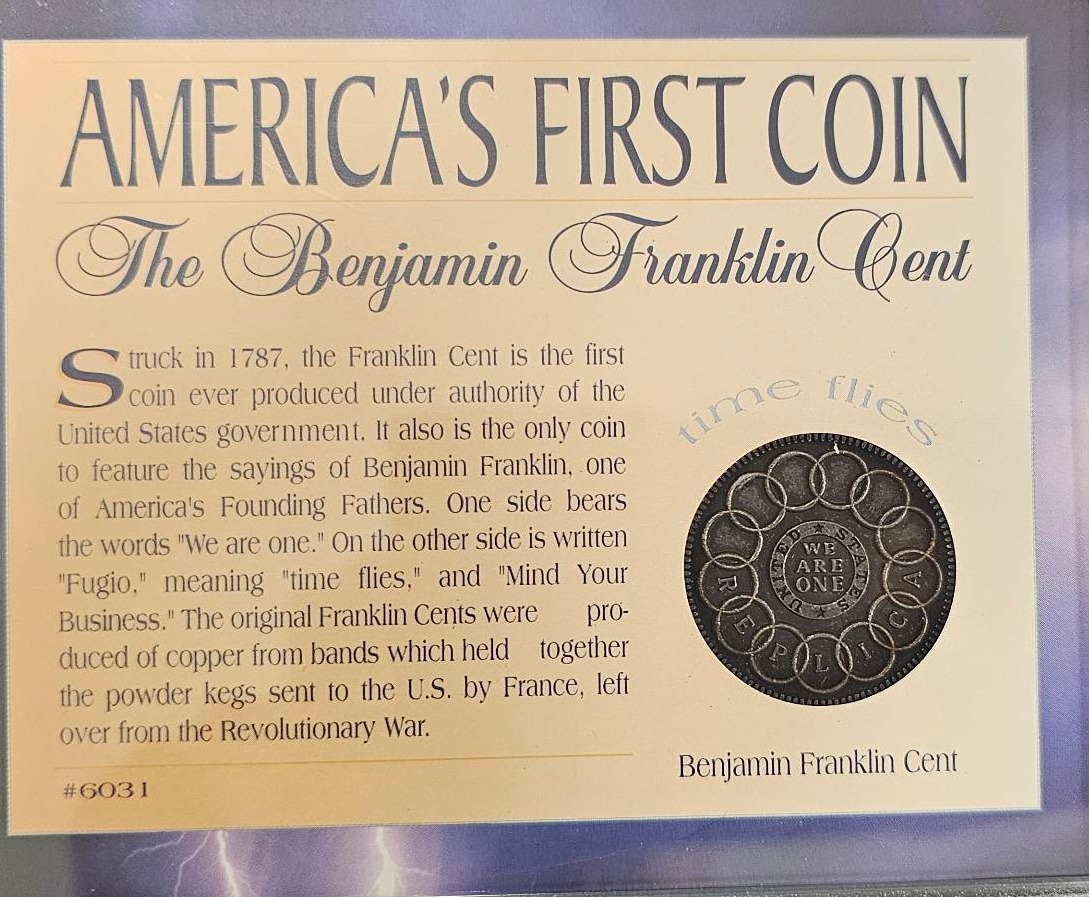 AMERICA'S FIRST COIN
The Benjamin Franklin Cent
Struck in 1787, the Franklin Cent is the first
coin ever produced under authority of the
United States government. It also is the only coin
to feature the sayings of Benjamin Franklin, one
of America's Founding Fathers. One side bears
the words "We are one." On the other side is written
"Fugio," meaning "time flies," and "Mind Your
Business." The original Franklin Cents were pro-
duced of copper from bands which held together
the powder kegs sent to the U.S. by France, left
over from the Revolutionary War.
#6031
time flies
UNITED ★ STATES ★
WE
ARE
ONE
REPLICA
Benjamin Franklin Cent